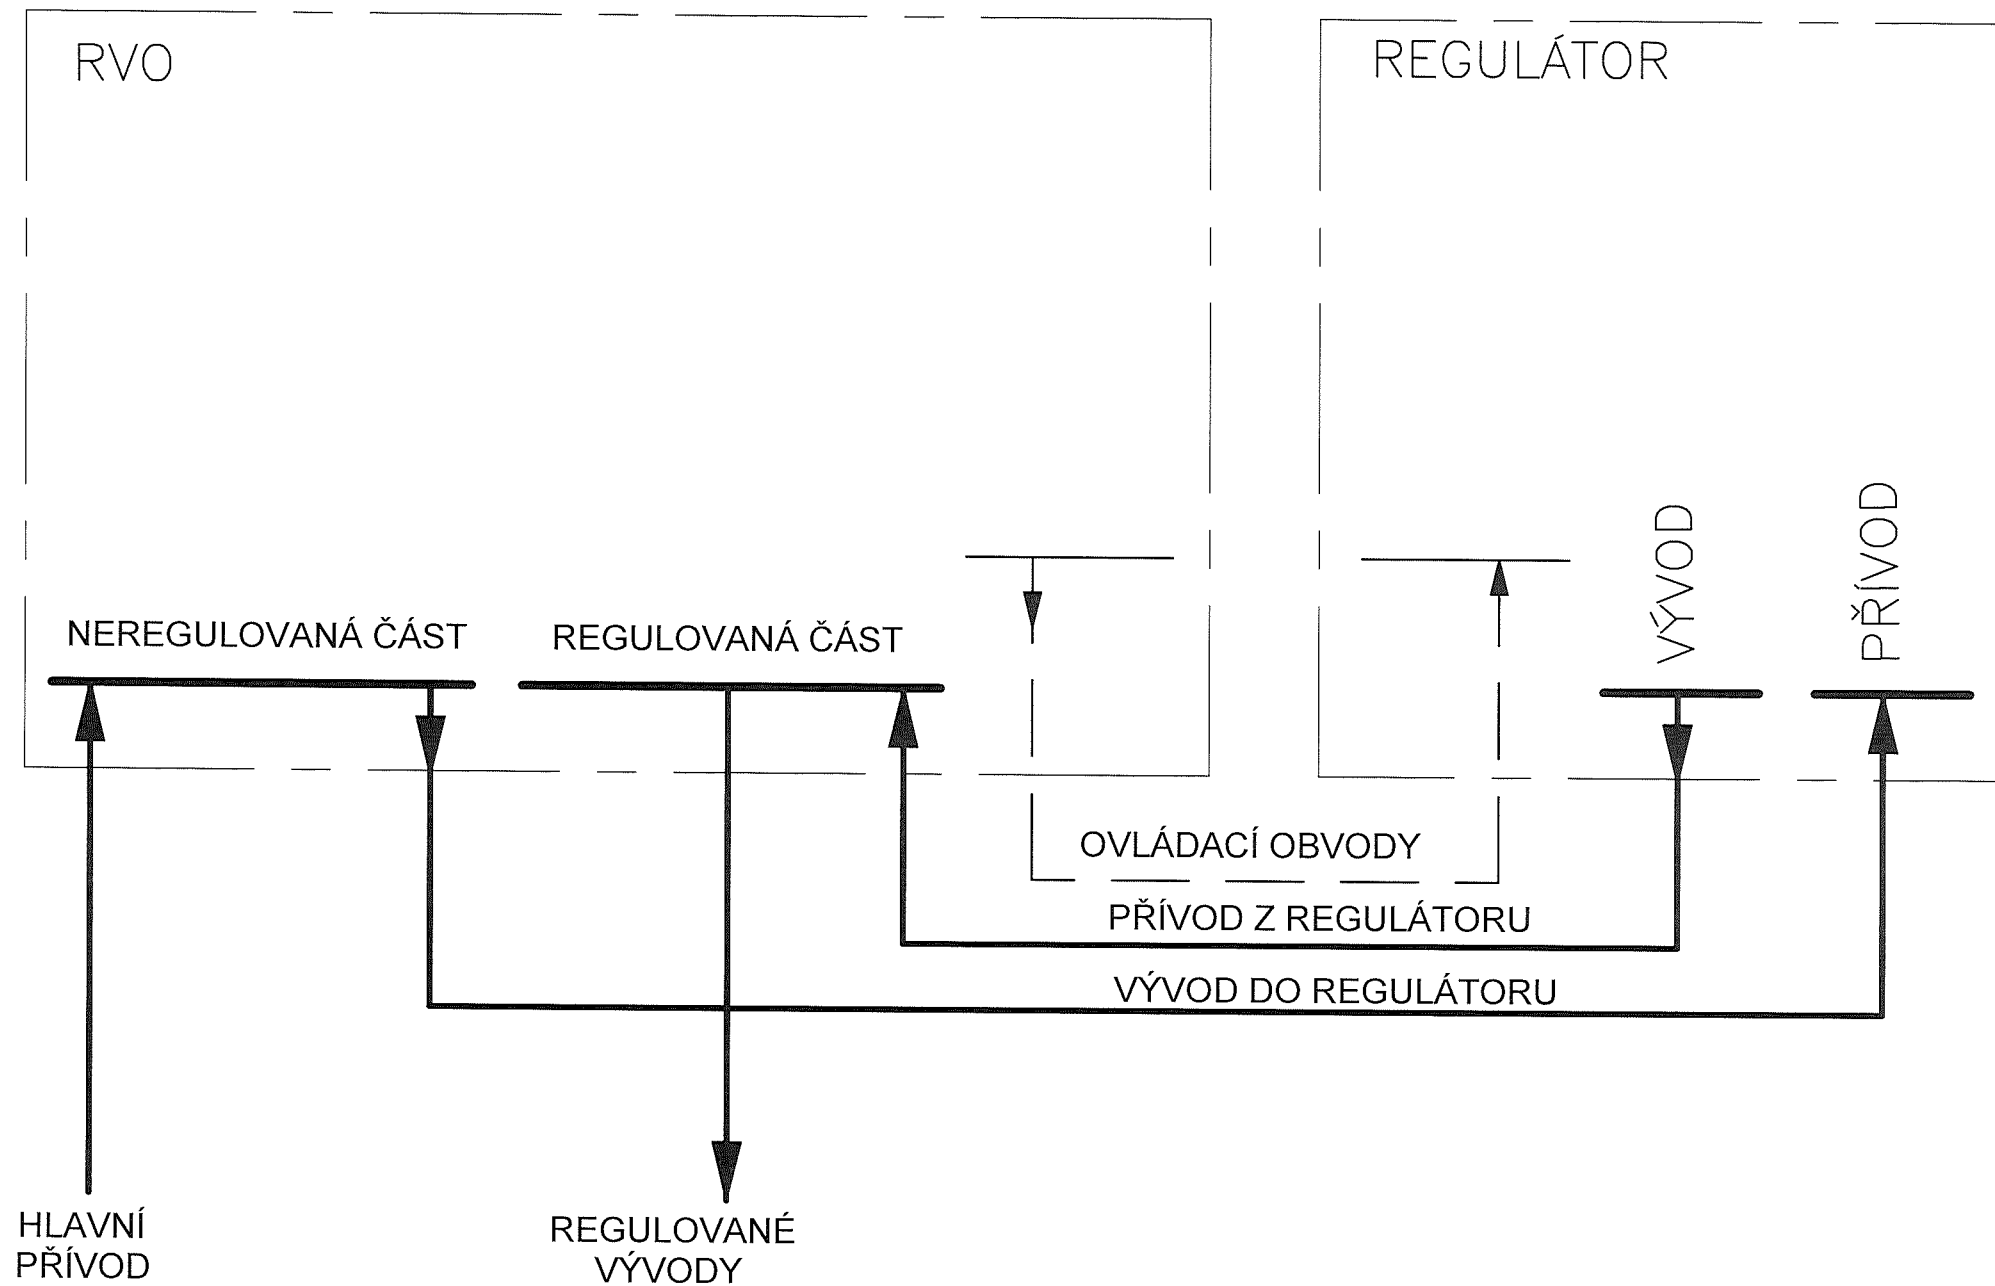 RVO
REGULÁTOR
VÝVOD
PŘÍVOD
NEREGULOVANÁ ČÁST
REGULOVANÁ ČÁST
OVLÁDACÍ OBVODY
PŘÍVOD Z REGULÁTORU
VÝVOD DO REGULÁTORU
HLAVNÍ
PŘÍVOD
REGULOVANÉ
VÝVODY